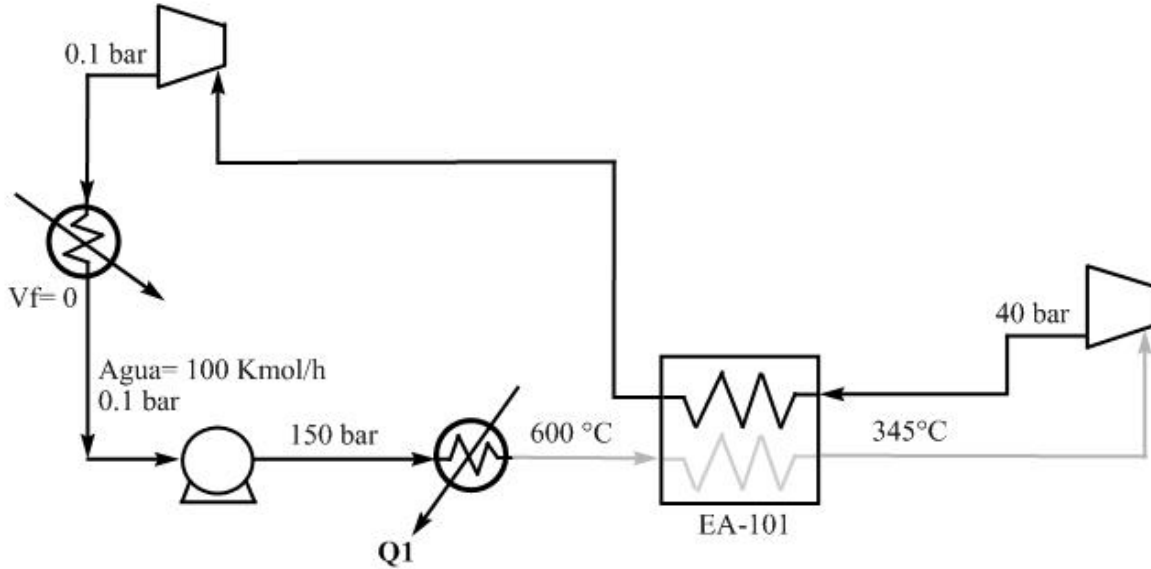 0.1 bar
Vf= 0
40 bar
Agua= 100 Kmol/h
0.1 bar
150 bar
600 °C
345°C
EA-101
Q1